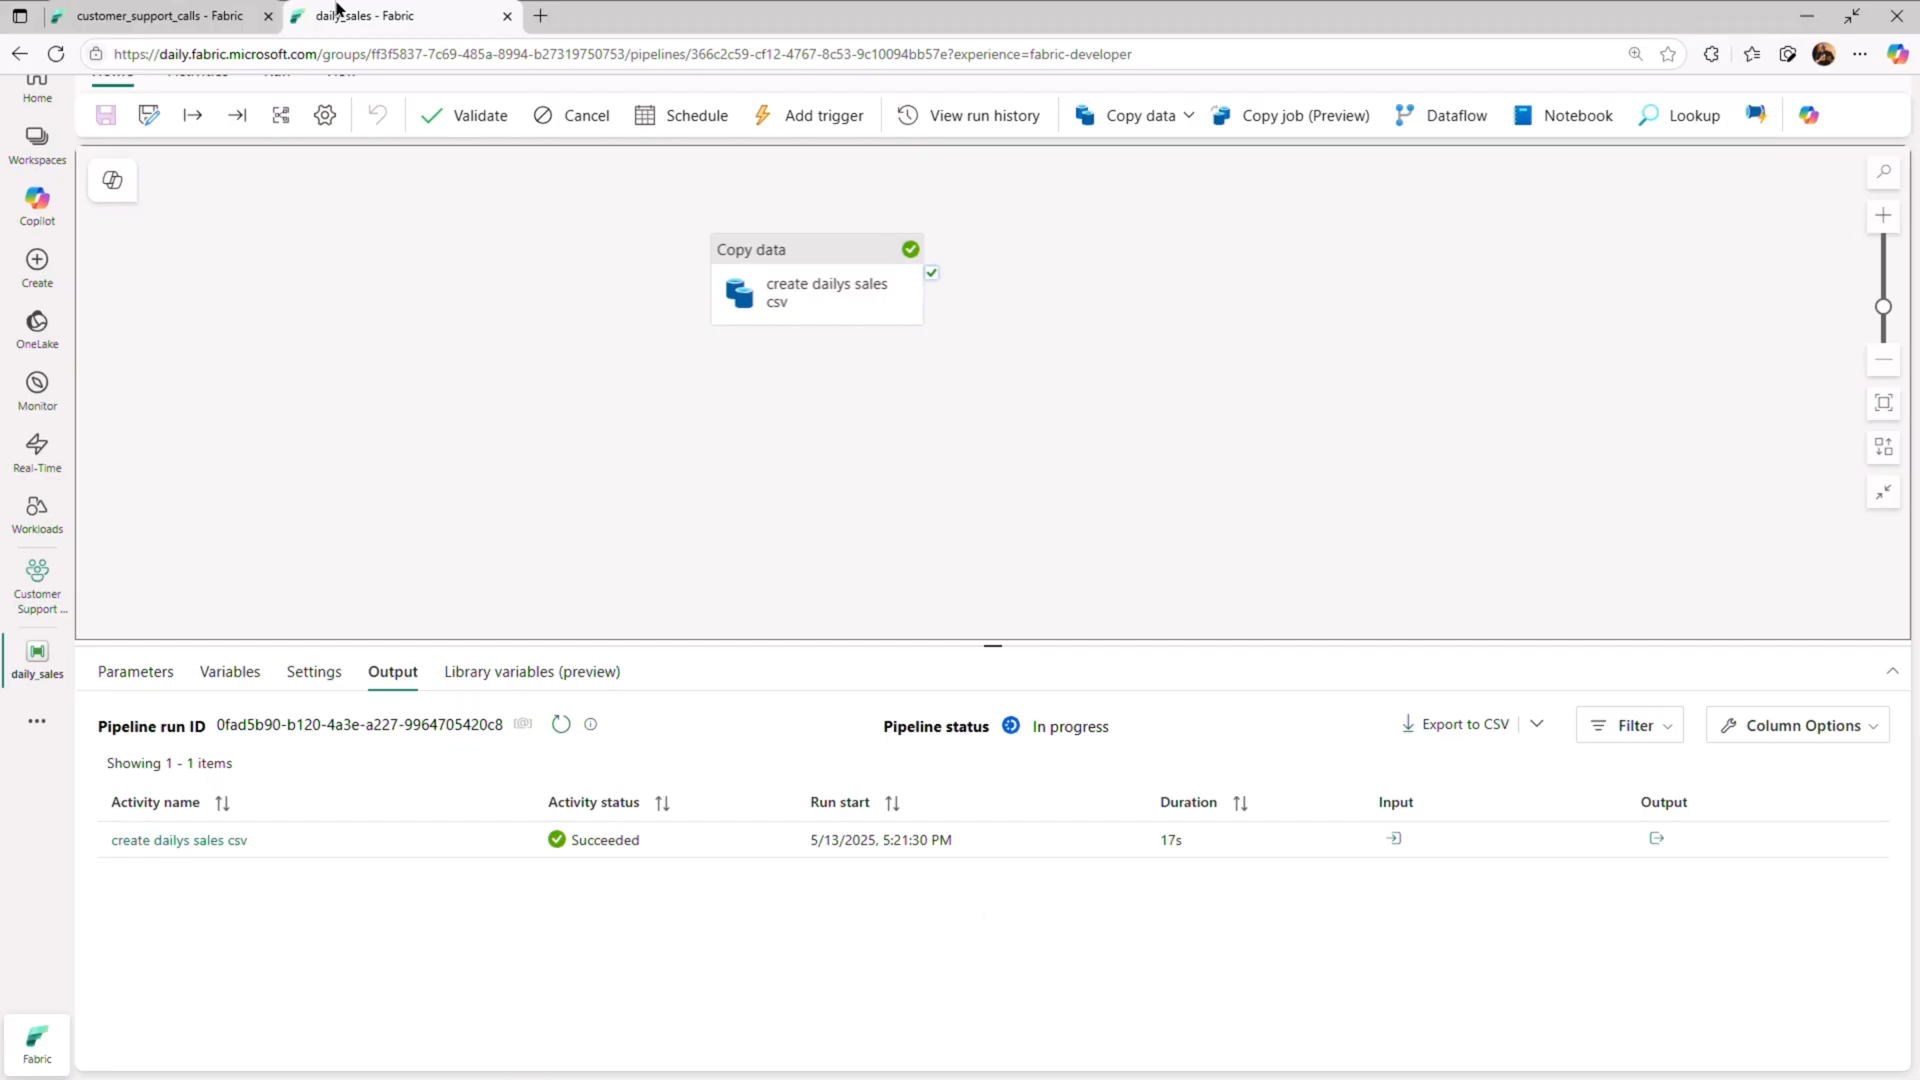 customer_support_calls - Fabric
daily_sales - Fabric
https://daily.fabric.microsoft.com/groups/ff3f5837-7c69-485a-8994-b27319750753/pipelines/366c2c59-cf12-4767-8c53-9c10094bb57e?experience=fabric-developer
Home
Validate
Cancel
Schedule
Add trigger
View run history
Copy data
Copy job (Preview)
Dataflow
Notebook
Lookup
Home
Workspaces
Copilot
Create
OneLake
Monitor
Real-Time
Workloads
Customer
Support ...
daily_sales
Fabric
Copy data
create dailys sales
csv
Parameters
Variables
Settings
Output
Library variables (preview)
Pipeline run ID 0fad5b90-b120-4a3e-a227-9964705420c8
Pipeline status In progress
Export to CSV
Filter
Column Options
Showing 1 - 1 items
Activity name Activity status Run start Duration Input Output
create dailys sales csv Succeeded 5/13/2025, 5:21:30 PM 17s